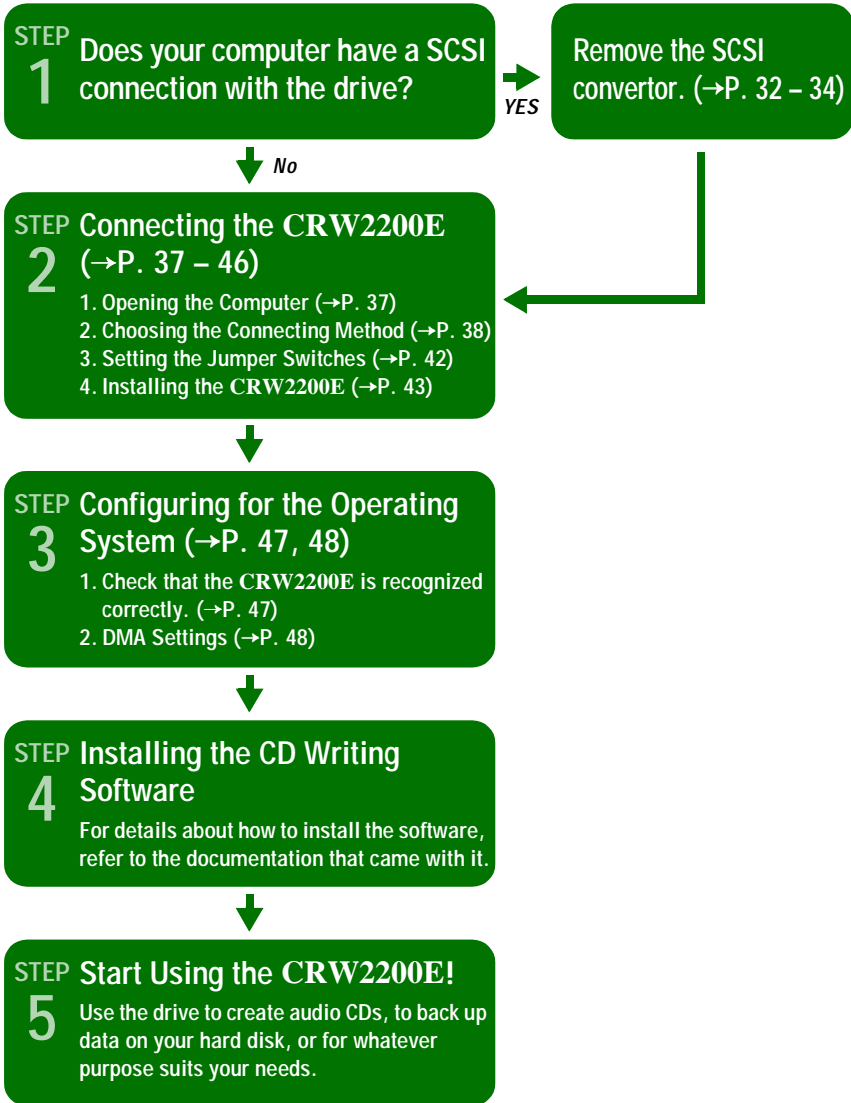 STEP
1
Does your computer have a SCSI
connection with the drive?
YES
Remove the SCSI
convertor. (→P. 32 – 34)
No
STEP
2
Connecting the CRW2200E
(→P. 37 – 46)
1. Opening the Computer (→P. 37)
2. Choosing the Connecting Method (→P. 38)
3. Setting the Jumper Switches (→P. 42)
4. Installing the CRW2200E (→P. 43)
STEP
3
Configuring for the Operating
System (→P. 47, 48)
1. Check that the CRW2200E is recognized
correctly. (→P. 47)
2. DMA Settings (→P. 48)
STEP
4
Installing the CD Writing
Software
For details about how to install the software,
refer to the documentation that came with it.
STEP
5
Start Using the CRW2200E!
Use the drive to create audio CDs, to back up
data on your hard disk, or for whatever
purpose suits your needs.